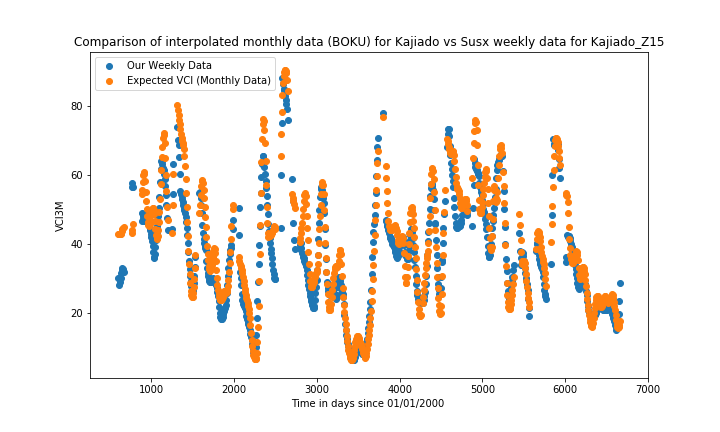 Comparison of interpolated monthly data (BOKU) for Kajiado vs Susx weekly data for Kajiado_Z15
Our Weekly Data
Expected VCI (Monthly Data)
80
60
40
20
VCI3M
1000 2000 3000 4000 5000 6000 7000
Time in days since 01/01/2000